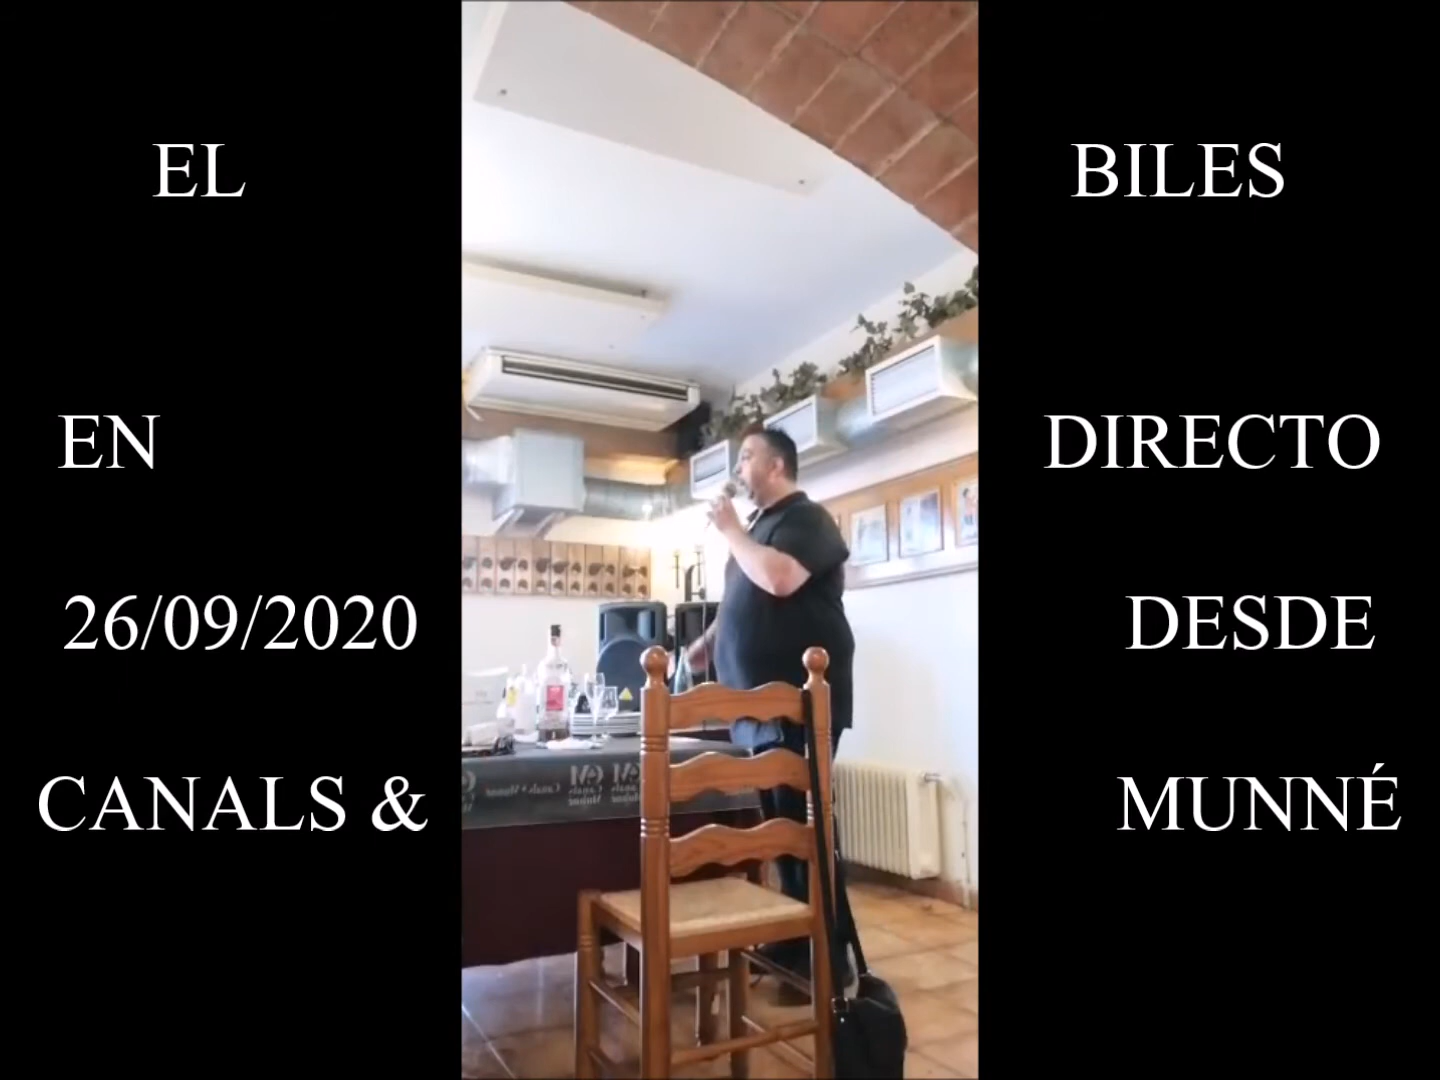 EL BILES
EN DIRECTO
26/09/2020 DESDE
CANALS & MUNNÉ